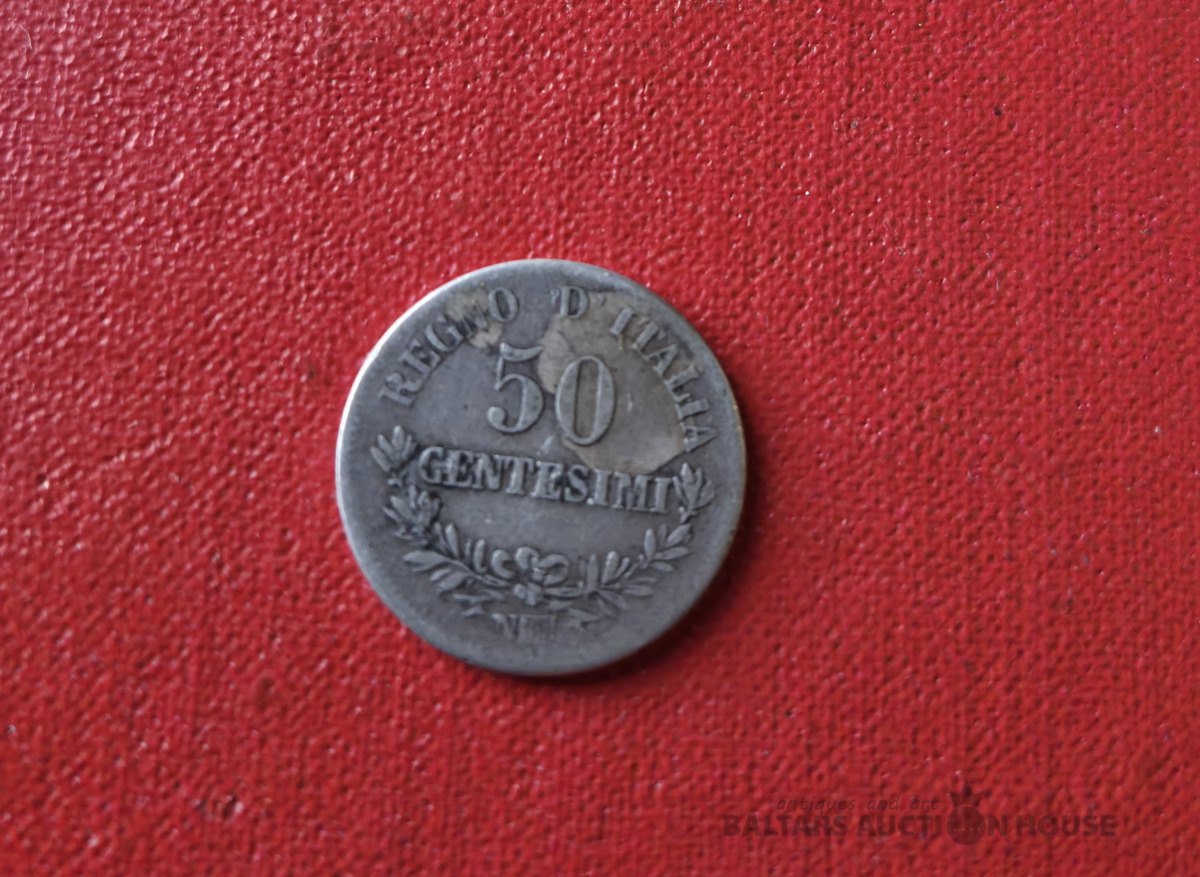 REGNO D'ITALIA
50
CENTESIMI
antiques and art
BALTARS AUCTION HOUSE